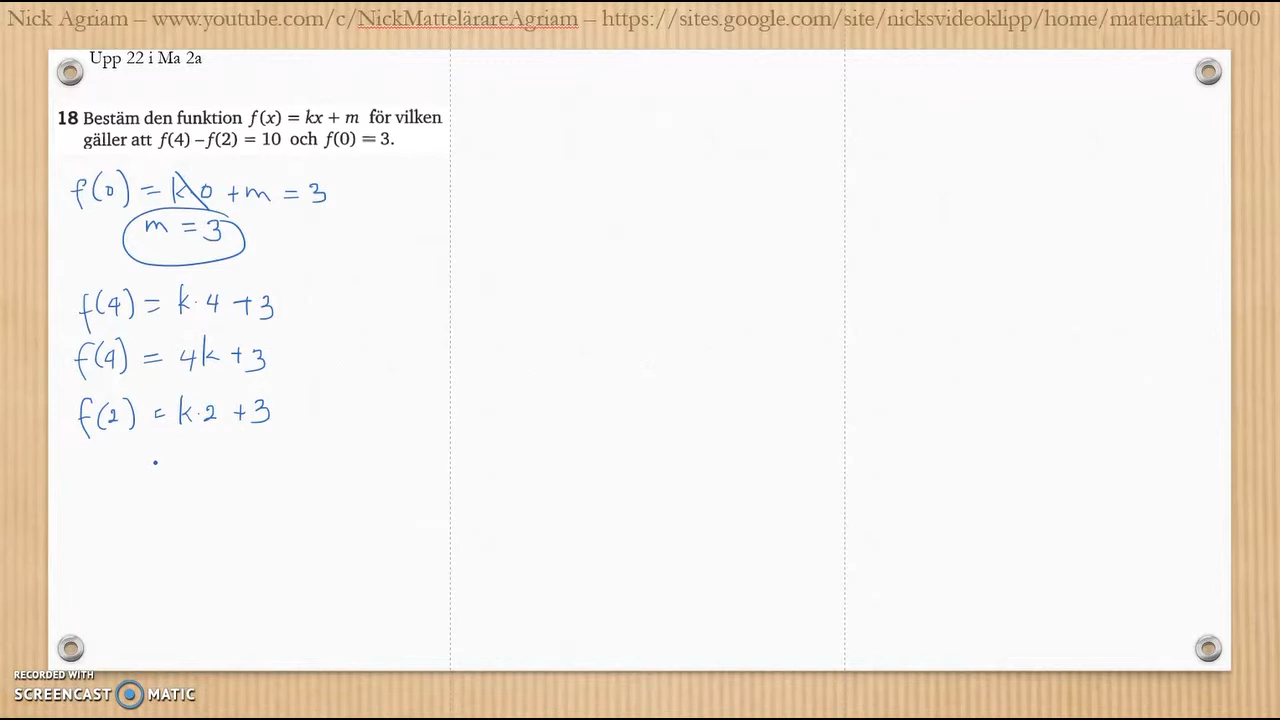 Nick Agriam – www.youtube.com/c/NickMattelärareAgriam – https://sites.google.com/site/nicksvideoklipp/home/matematik-5000
Upp 22 i Ma 2a
18 Bestäm den funktion f(x) = kx + m för vilken
gäller att f(4) – f(2) = 10 och f(0) = 3.
f(0) = k·0 + m = 3
m = 3
f(4) = k·4 + 3
f(4) = 4k + 3
f(2) = k·2 + 3
RECORDED WITH
SCREENCAST MATIC